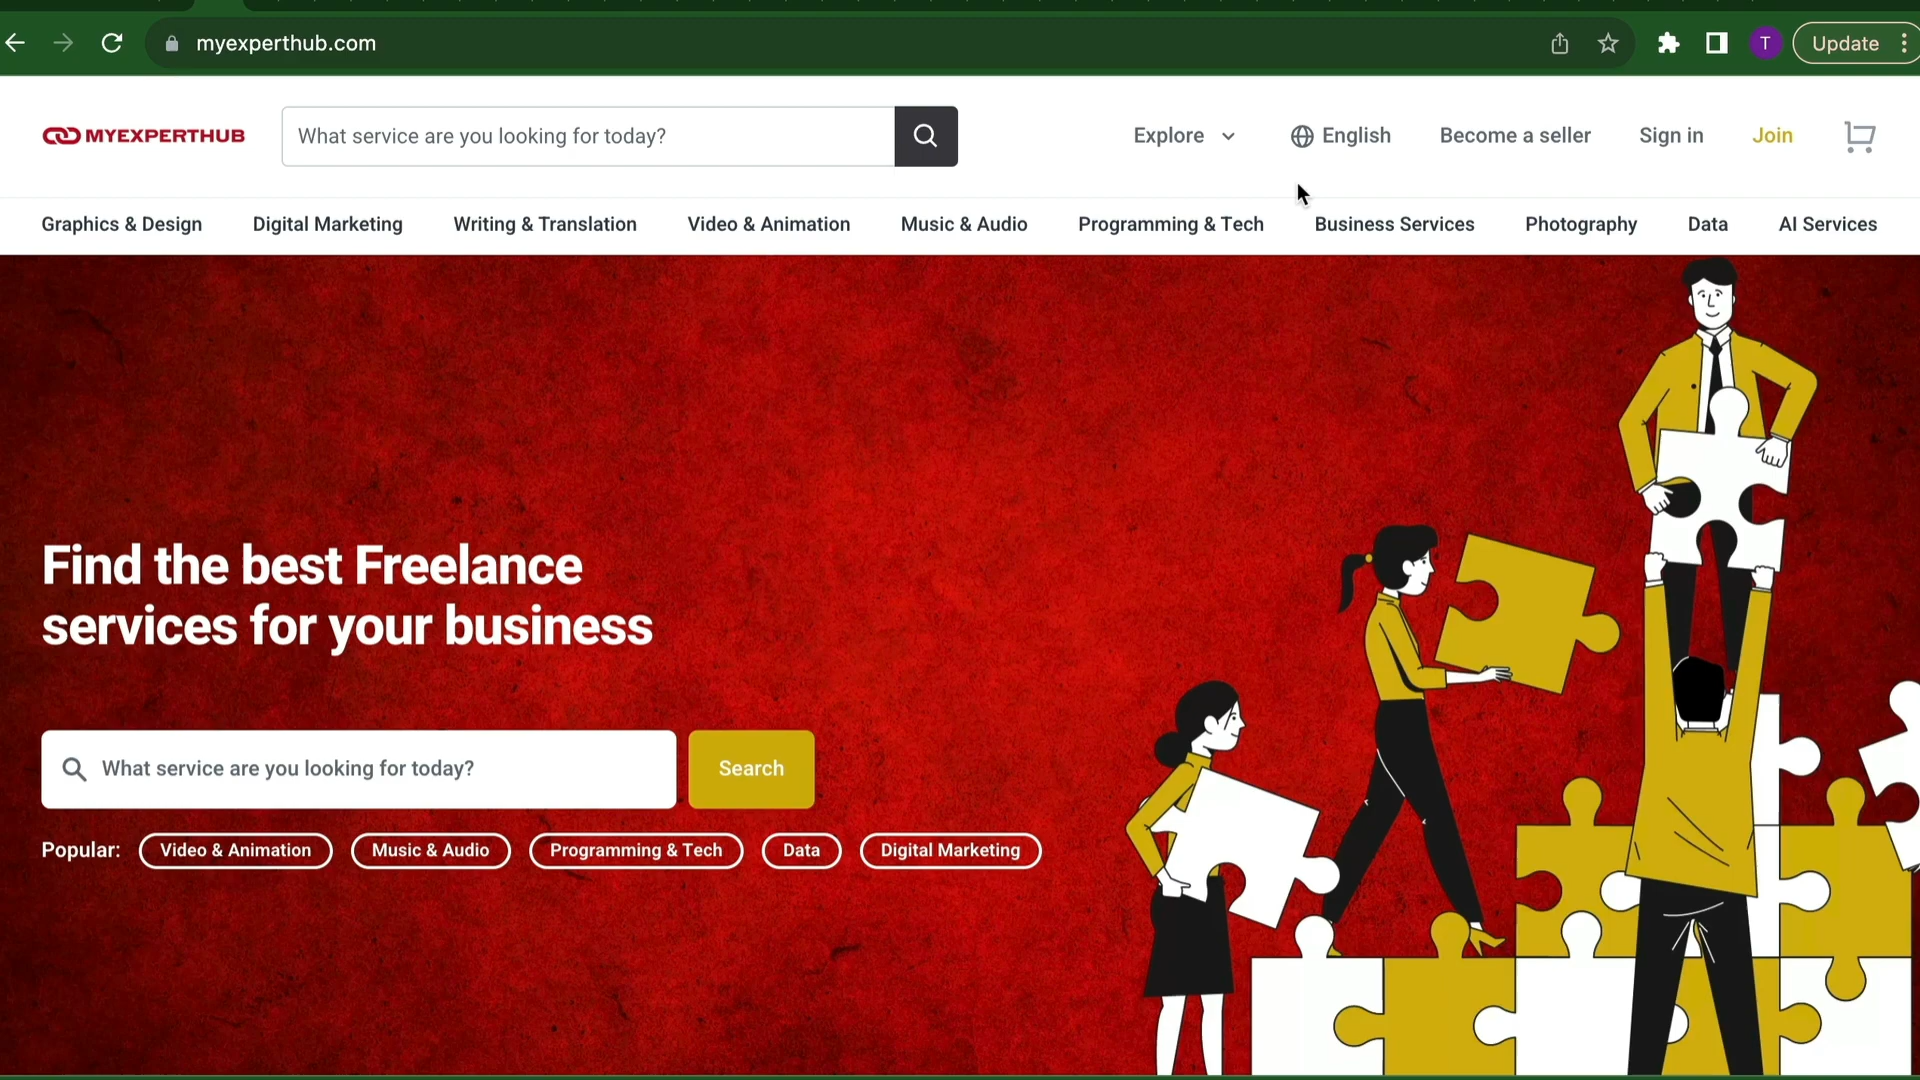 myexperthub.com
T
Update
MYEXPERTHUB
What service are you looking for today?
Explore
English
Become a seller
Sign in
Join
Graphics & Design
Digital Marketing
Writing & Translation
Video & Animation
Music & Audio
Programming & Tech
Business Services
Photography
Data
AI Services
Find the best Freelance
services for your business
What service are you looking for today?
Search
Popular:
Video & Animation
Music & Audio
Programming & Tech
Data
Digital Marketing